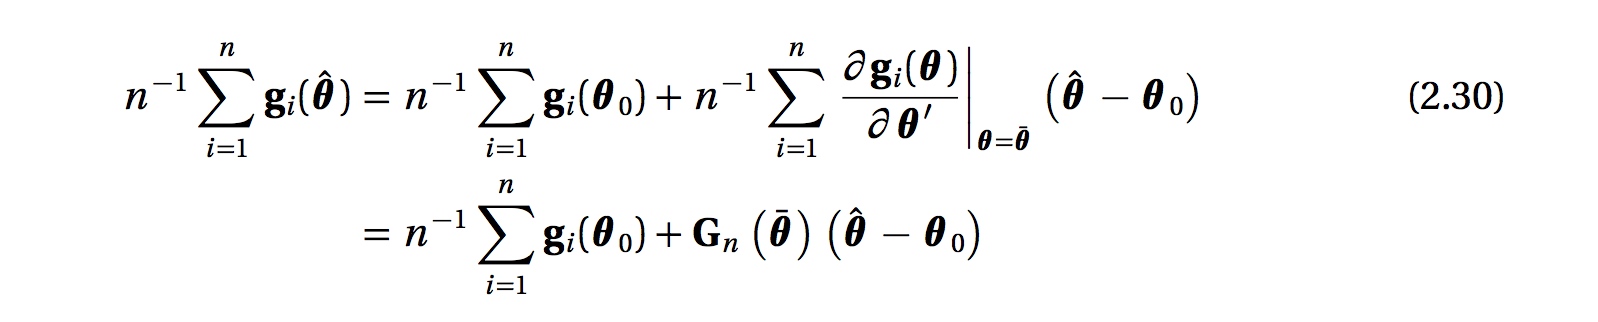 $n^{-1}\sum_{i=1}^{n}\mathbf{g}_i(\hat{\boldsymbol{\theta}}) = n^{-1}\sum_{i=1}^{n}\mathbf{g}_i(\boldsymbol{\theta}_0) + n^{-1}\sum_{i=1}^{n}\left.\frac{\partial \mathbf{g}_i(\boldsymbol{\theta})}{\partial \boldsymbol{\theta}'}\right|_{\boldsymbol{\theta}=\bar{\boldsymbol{\theta}}}\left(\hat{\boldsymbol{\theta}} - \boldsymbol{\theta}_0\right)$ (2.30)
$= n^{-1}\sum_{i=1}^{n}\mathbf{g}_i(\boldsymbol{\theta}_0) + \mathbf{G}_n\left(\bar{\boldsymbol{\theta}}\right)\left(\hat{\boldsymbol{\theta}} - \boldsymbol{\theta}_0\right)$